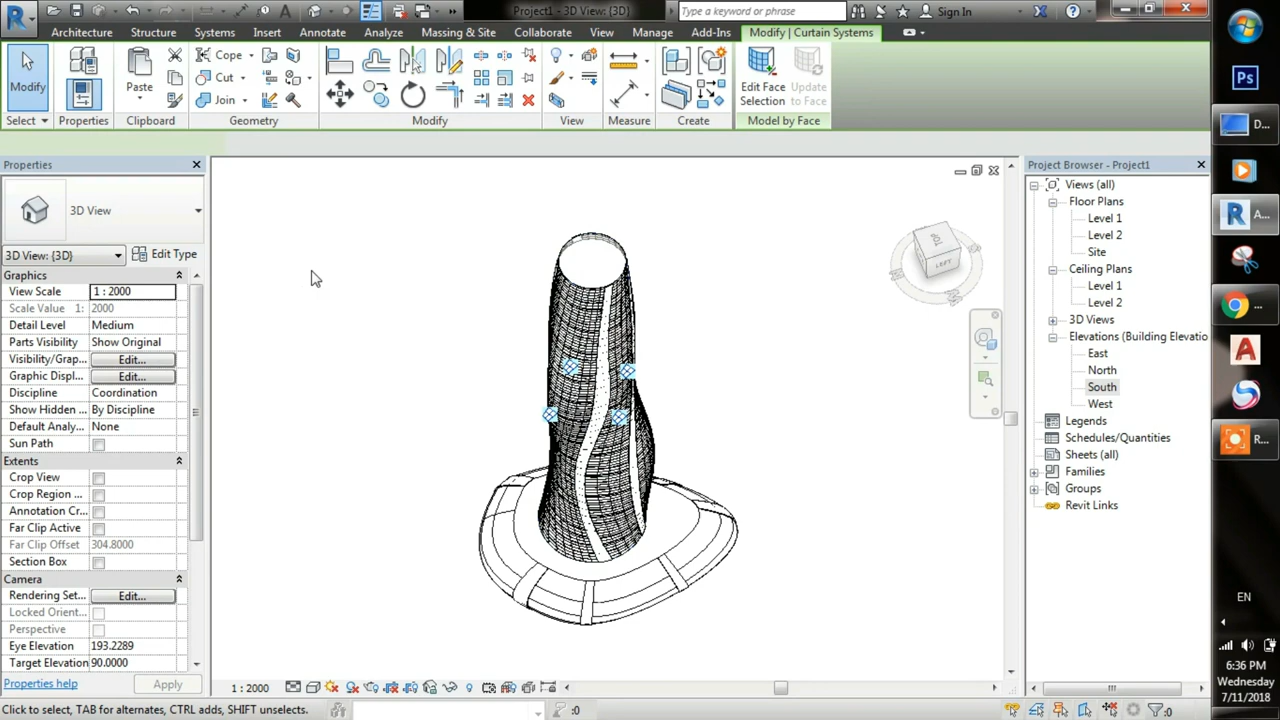 Project1 - 3D View: {3D}
Type a keyword or phrase
Sign In
Architecture Structure Systems Insert Annotate Analyze Massing & Site Collaborate View Manage Add-Ins Modify | Curtain Systems
Modify
Paste
Cope
Cut
Join
Edit Face Selection
Update to Face
Select Properties Clipboard Geometry Modify View Measure Create Model by Face
Properties
3D View
3D View: {3D} Edit Type
Graphics
View Scale 1 : 2000
Scale Value 1: 2000
Detail Level Medium
Parts Visibility Show Original
Visibility/Grap... Edit...
Graphic Displ... Edit...
Discipline Coordination
Show Hidden ... By Discipline
Default Analy... None
Sun Path
Extents
Crop View
Crop Region ...
Annotation Cr...
Far Clip Active
Far Clip Offset 304.8000
Section Box
Camera
Rendering Set... Edit...
Locked Orient...
Perspective
Eye Elevation 193.2289
Target Elevation 90.0000
Properties help Apply
LEFT
1 : 2000
Project Browser - Project1
Views (all)
Floor Plans
Level 1
Level 2
Site
Ceiling Plans
Level 1
Level 2
3D Views
Elevations (Building Elevatio
East
North
South
West
Legends
Schedules/Quantities
Sheets (all)
Families
Groups
Revit Links
Click to select, TAB for alternates, CTRL adds, SHIFT unselects.
:0
:0
Ps
D...
A...
...
R...
EN
6:36 PM
Wednesday
7/11/2018